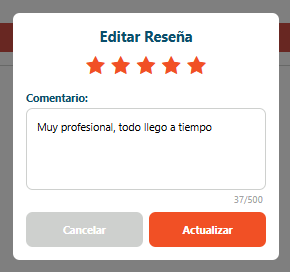 Editar Reseña
Comentario:
Muy profesional, todo llego a tiempo
37/500
Cancelar
Actualizar